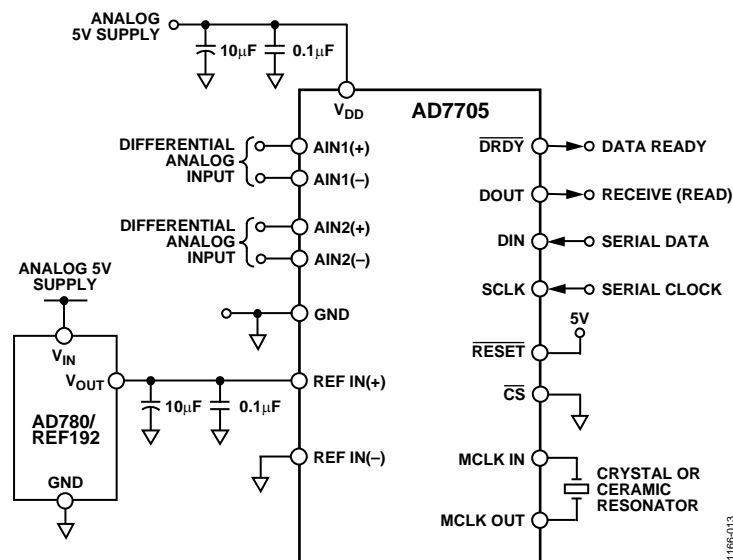 ANALOG
5V SUPPLY
10µF
0.1µF
VDD
AD7705
DIFFERENTIAL
ANALOG
INPUT
AIN1(+)
AIN1(–)
DIFFERENTIAL
ANALOG
INPUT
AIN2(+)
AIN2(–)
GND
ANALOG 5V
SUPPLY
VIN
VOUT
AD780/
REF192
GND
10µF
0.1µF
REF IN(+)
REF IN(–)
DRDY
DATA READY
DOUT
RECEIVE (READ)
DIN
SERIAL DATA
SCLK
SERIAL CLOCK
5V
RESET
CS
MCLK IN
MCLK OUT
CRYSTAL OR
CERAMIC
RESONATOR